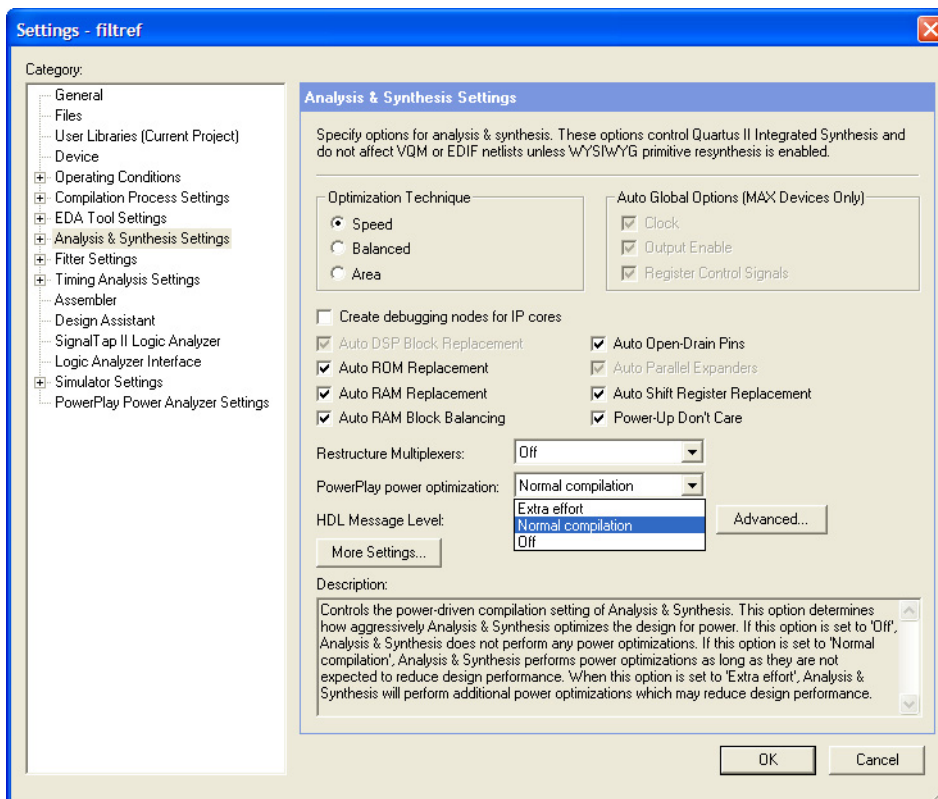 Settings - filtref
Category:
General
Files
User Libraries (Current Project)
Device
Operating Conditions
Compilation Process Settings
EDA Tool Settings
Analysis & Synthesis Settings
Fitter Settings
Timing Analysis Settings
Assembler
Design Assistant
SignalTap II Logic Analyzer
Logic Analyzer Interface
Simulator Settings
PowerPlay Power Analyzer Settings
Analysis & Synthesis Settings
Specify options for analysis & synthesis. These options control Quartus II Integrated Synthesis and
do not affect VQM or EDIF netlists unless WYSIWYG primitive resynthesis is enabled.
Optimization Technique
Speed
Balanced
Area
Auto Global Options (MAX Devices Only)
Clock
Output Enable
Register Control Signals
Create debugging nodes for IP cores
Auto DSP Block Replacement
Auto ROM Replacement
Auto RAM Replacement
Auto RAM Block Balancing
Auto Open-Drain Pins
Auto Parallel Expanders
Auto Shift Register Replacement
Power-Up Don't Care
Restructure Multiplexers: Off
PowerPlay power optimization: Normal compilation
Extra effort
Normal compilation
Off
HDL Message Level:
Advanced...
More Settings...
Description:
Controls the power-driven compilation setting of Analysis & Synthesis. This option determines
how aggressively Analysis & Synthesis optimizes the design for power. If this option is set to 'Off',
Analysis & Synthesis does not perform any power optimizations. If this option is set to 'Normal
compilation', Analysis & Synthesis performs power optimizations as long as they are not
expected to reduce design performance. When this option is set to 'Extra effort', Analysis &
Synthesis will perform additional power optimizations which may reduce design performance.
OK
Cancel